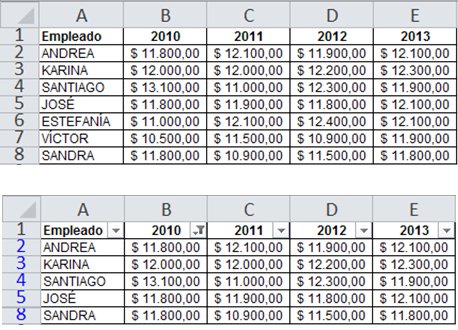 A B C D E
1 Empleado 2010 2011 2012 2013
2 ANDREA $ 11.800,00 $ 12.100,00 $ 11.900,00 $ 12.100,00
3 KARINA $ 12.000,00 $ 12.000,00 $ 12.200,00 $ 12.300,00
4 SANTIAGO $ 13.100,00 $ 11.000,00 $ 12.300,00 $ 11.900,00
5 JOSÉ $ 11.800,00 $ 11.900,00 $ 11.800,00 $ 12.100,00
6 ESTEFANÍA $ 11.000,00 $ 12.100,00 $ 12.400,00 $ 12.100,00
7 VÍCTOR $ 10.500,00 $ 11.500,00 $ 10.900,00 $ 11.900,00
8 SANDRA $ 11.800,00 $ 10.900,00 $ 11.500,00 $ 11.800,00
A B C D E
1 Empleado 2010 2011 2012 2013
2 ANDREA $ 11.800,00 $ 12.100,00 $ 11.900,00 $ 12.100,00
3 KARINA $ 12.000,00 $ 12.000,00 $ 12.200,00 $ 12.300,00
4 SANTIAGO $ 13.100,00 $ 11.000,00 $ 12.300,00 $ 11.900,00
5 JOSÉ $ 11.800,00 $ 11.900,00 $ 11.800,00 $ 12.100,00
8 SANDRA $ 11.800,00 $ 10.900,00 $ 11.500,00 $ 11.800,00